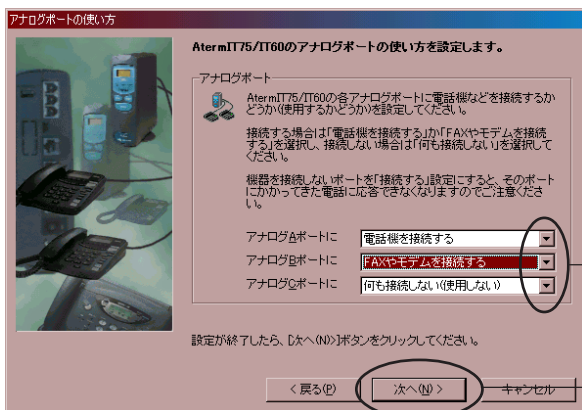 アナログポートの使い方
AtermIT75/IT60のアナログポートの使い方を設定します。
アナログポート
AtermIT75/IT60の各アナログポートに電話機などを接続するか
どうか(使用するかどうか)を設定してください。
接続する場合は「電話機を接続する」か「FAXやモデムを接続
する」を選択し、接続しない場合は「何も接続しない」を選択して
ください。
機器を接続しないポートを「接続する」設定にすると、そのポート
にかかってきた電話に応答できなくなりますのでご注意くださ
い。
アナログAポートに 電話機を接続する
アナログBポートに FAXやモデムを接続する
アナログCポートに 何も接続しない(使用しない)
設定が終了したら、[次へ(N)>]ボタンをクリックしてください。
< 戻る(P) 次へ(N) > キャンセル